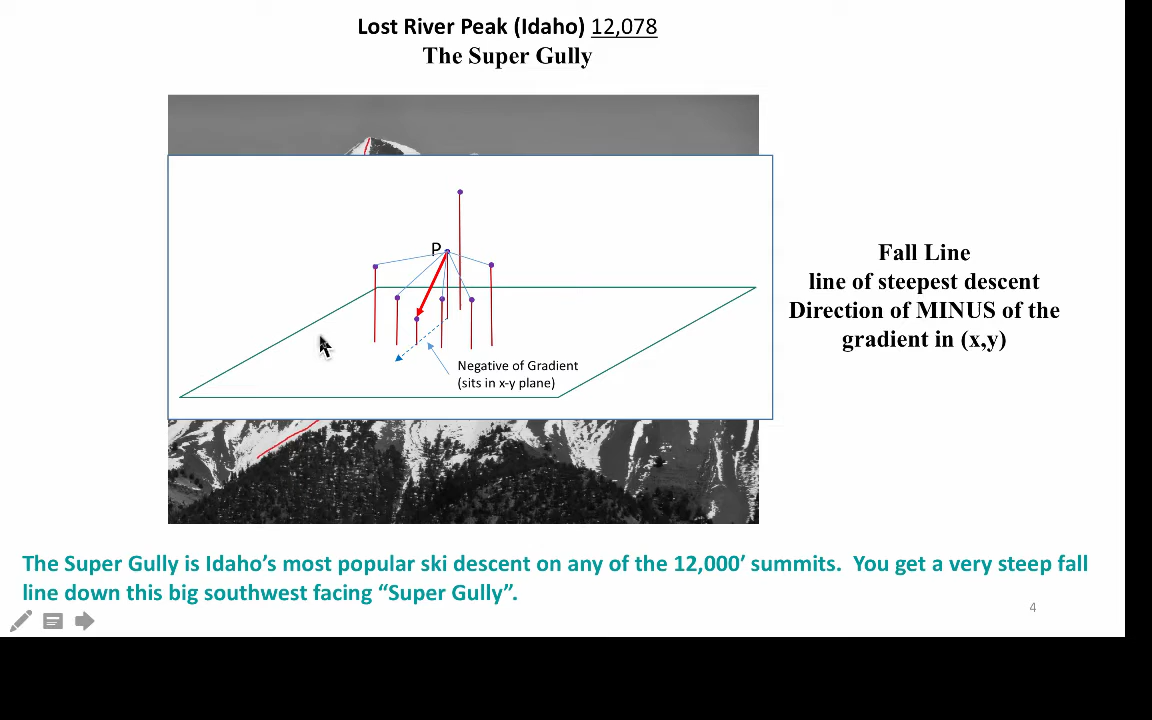 Lost River Peak (Idaho) 12,078
The Super Gully
P
Negative of Gradient
(sits in x-y plane)
Fall Line
line of steepest descent
Direction of MINUS of the
gradient in (x,y)
The Super Gully is Idaho’s most popular ski descent on any of the 12,000’ summits.  You get a very steep fall
line down this big southwest facing “Super Gully”.
4